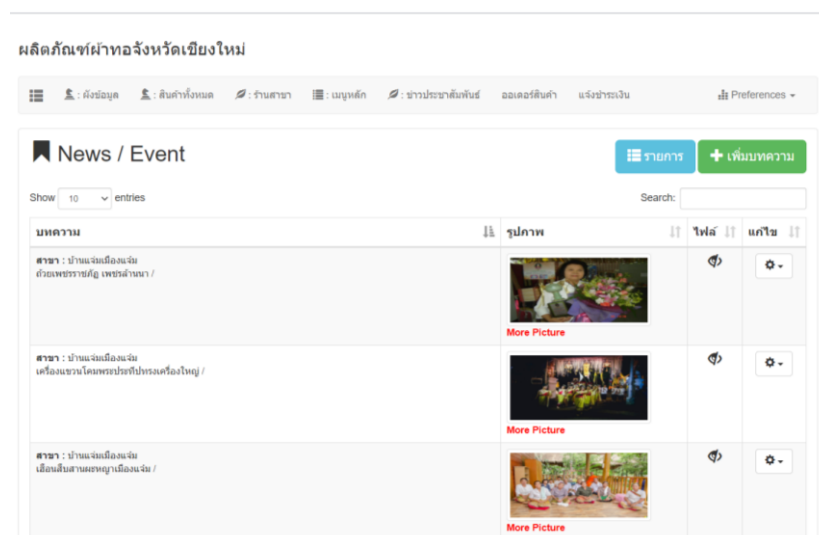 ผลิตภัณฑ์ผ้าทอจังหวัดเชียงใหม่
: ผังข้อมูล : สินค้าทั้งหมด : ร้านสาขา : เมนูหลัก : ข่าวประชาสัมพันธ์ ออเดอร์สินค้า แจ้งชำระเงิน Preferences
News / Event
รายการ เพิ่มบทความ
Show 10 entries Search:
บทความ รูปภาพ ไฟล์ แก้ไข
สาขา : บ้านแจ่มเมืองแจ๋ม
ถ้วยเพชรราชภัฏ เพชรล้านนา /
More Picture
สาขา : บ้านแจ่มเมืองแจ๋ม
เครื่องแขวนโคมพระประทีปทรงเครื่องใหญ่ /
More Picture
สาขา : บ้านแจ่มเมืองแจ๋ม
เฮือนสืบสานผะหญาเมืองแจ๋ม /
More Picture